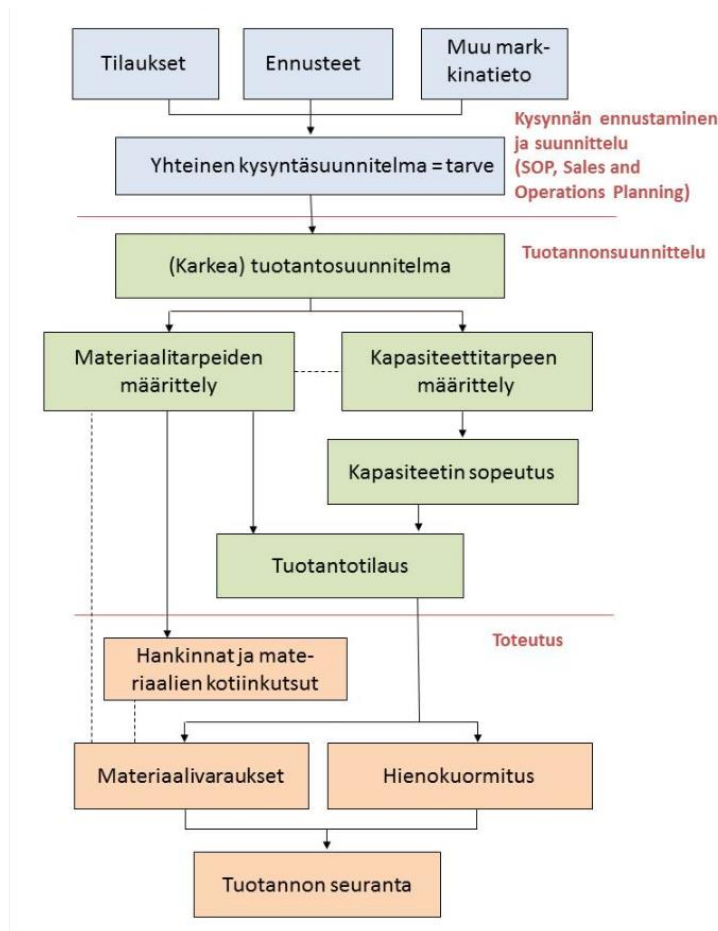 Tilaukset
Ennusteet
Muu mark-
kinatieto
Kysynnän ennustaminen
ja suunnittelu
(SOP, Sales and
Operations Planning)
Yhteinen kysyntäsuunnitelma = tarve
Tuotannonsuunnittelu
(Karkea) tuotantosuunnitelma
Materiaalitarpeiden
määrittely
Kapasiteettitarpeen
määrittely
Kapasiteetin sopeutus
Tuotantotilaus
Toteutus
Hankinnat ja mate-
riaalien kotiinkutsut
Materiaalivaraukset
Hienokuormitus
Tuotannon seuranta